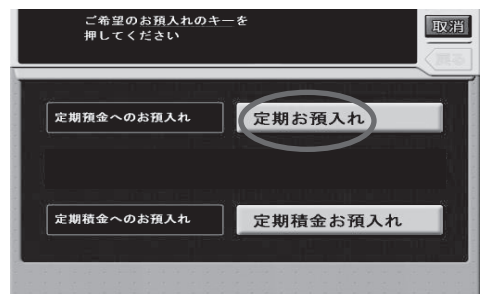 ご希望のお預入れのキーを
押してください
取消
戻る
定期預金へのお預入れ
定期お預入れ
定期積金へのお預入れ
定期積金お預入れ